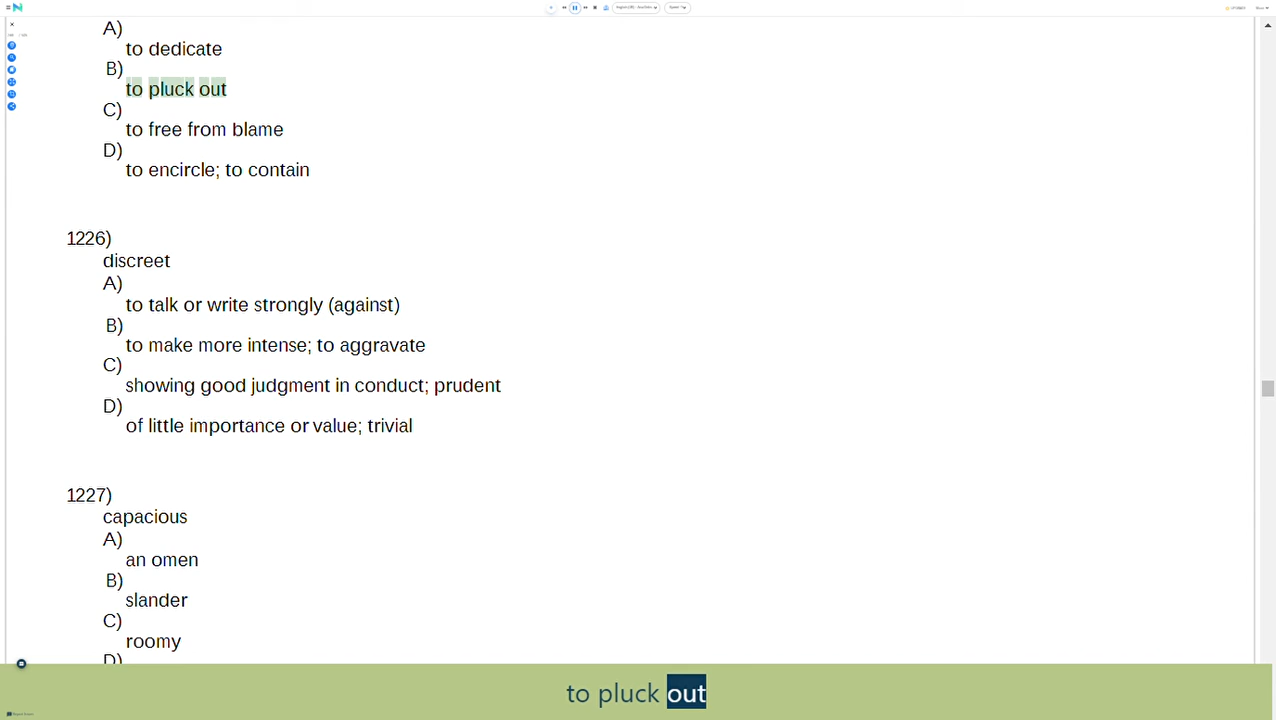 A)
to dedicate
B)
to pluck out
C)
to free from blame
D)
to encircle; to contain
1226)
discreet
A)
to talk or write strongly (against)
B)
to make more intense; to aggravate
C)
showing good judgment in conduct; prudent
D)
of little importance or value; trivial
1227)
capacious
A)
an omen
B)
slander
C)
roomy
D)
to pluck out